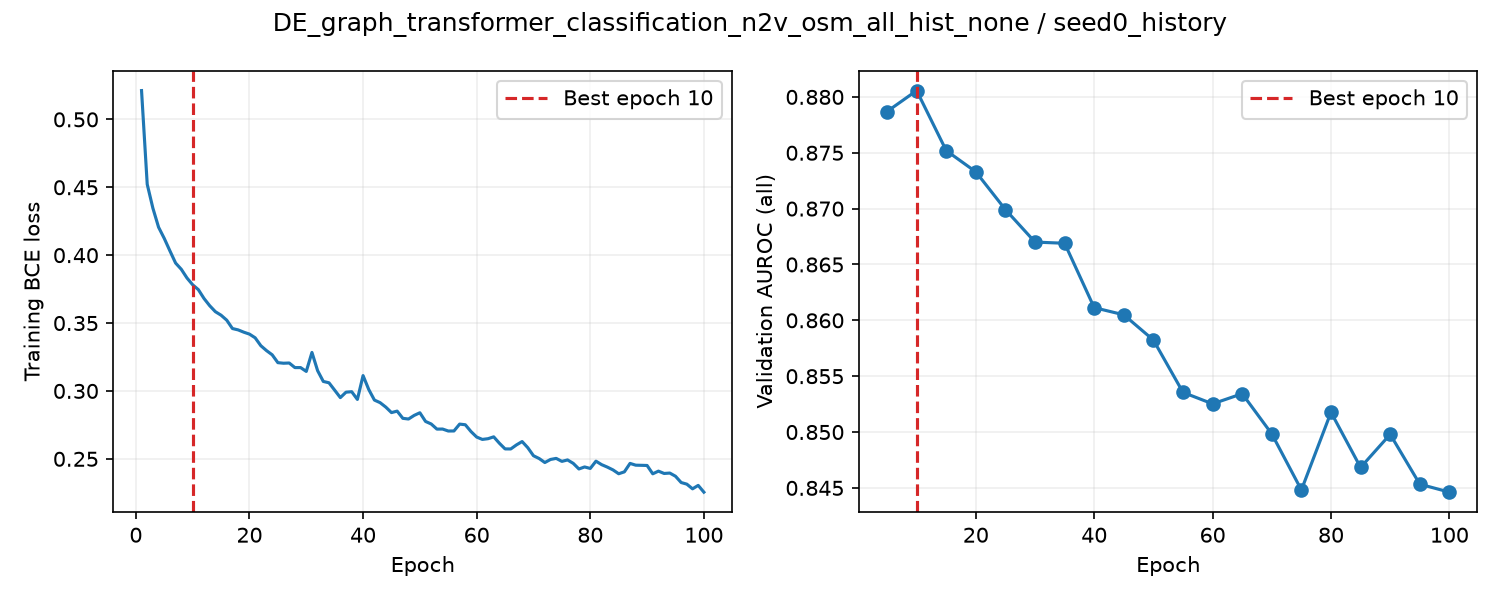 DE_graph_transformer_classification_n2v_osm_all_hist_none / seed0_history
Training BCE loss
0.50
0.45
0.40
0.35
0.30
0.25
Best epoch 10
0 20 40 60 80 100
Epoch
Validation AUROC (all)
0.880
0.875
0.870
0.865
0.860
0.855
0.850
0.845
Best epoch 10
20 40 60 80 100
Epoch